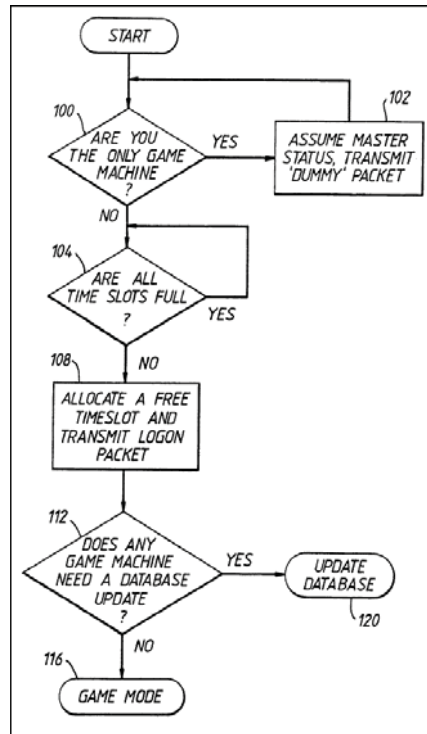 START
100
ARE YOU
THE ONLY GAME
MACHINE
?
YES
102
ASSUME MASTER
STATUS, TRANSMIT
'DUMMY' PACKET
NO
104
ARE ALL
TIME SLOTS FULL
?
YES
NO
108
ALLOCATE A FREE
TIMESLOT AND
TRANSMIT LOGON
PACKET
112
DOES ANY
GAME MACHINE
NEED A DATABASE
UPDATE
?
YES
UPDATE
DATABASE
120
NO
116
GAME MODE